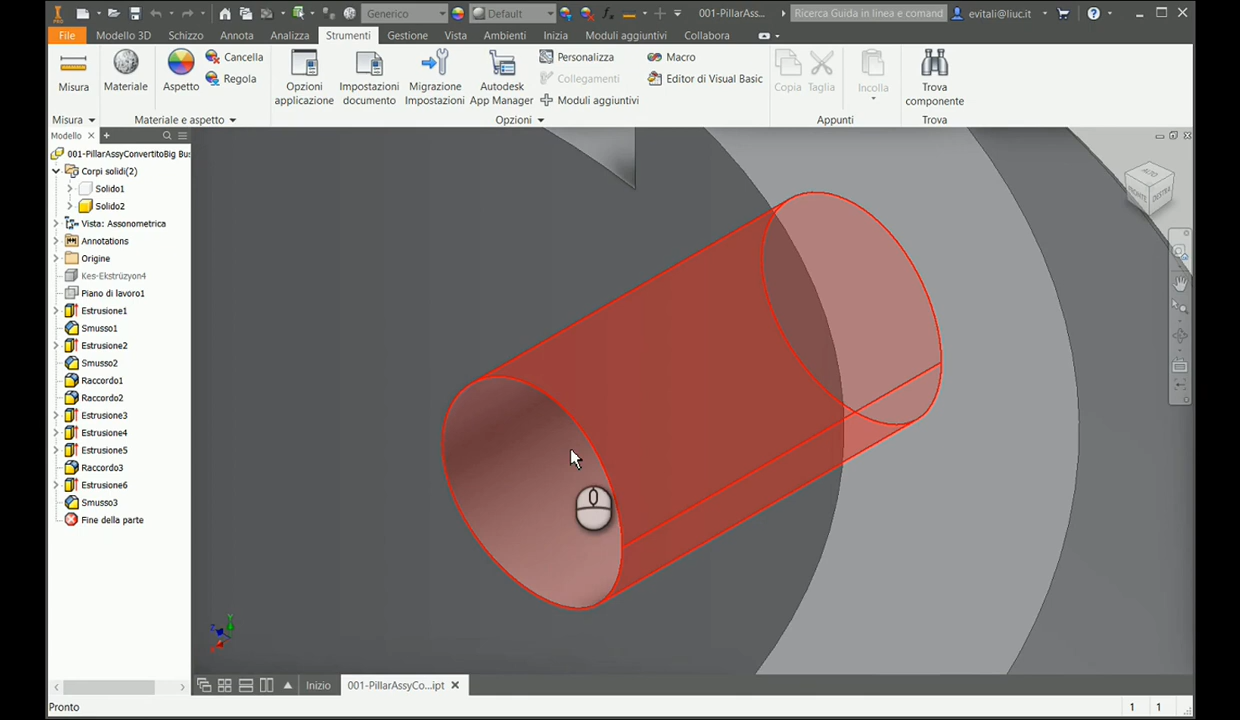 Generico
Default
001-PillarAss...
Ricerca Guida in linea e comand
evitali@liuc.it
File
Modello 3D
Schizzo
Annota
Analizza
Strumenti
Gestione
Vista
Ambienti
Inizia
Moduli aggiuntivi
Collabora
Misura
Materiale
Aspetto
Cancella
Regola
Opzioni
applicazione
Impostazioni
documento
Migrazione
Impostazioni
Autodesk
App Manager
Personalizza
Collegamenti
Moduli aggiuntivi
Macro
Editor di Visual Basic
Copia
Taglia
Incolla
Trova
componente
Misura
Materiale e aspetto
Opzioni
Appunti
Trova
Modello
001-PillarAssyConvertitoBig Bus
Corpi solidi(2)
Solido1
Solido2
Vista: Assonometrica
Annotations
Origine
Kes-Ekstrüzyon4
Piano di lavoro1
Estrusione1
Smusso1
Estrusione2
Smusso2
Raccordo1
Raccordo2
Estrusione3
Estrusione4
Estrusione5
Raccordo3
Estrusione6
Smusso3
Fine della parte
ALTO
DESTRA
Inizio
001-PillarAssyCo...ipt
Pronto
1 1